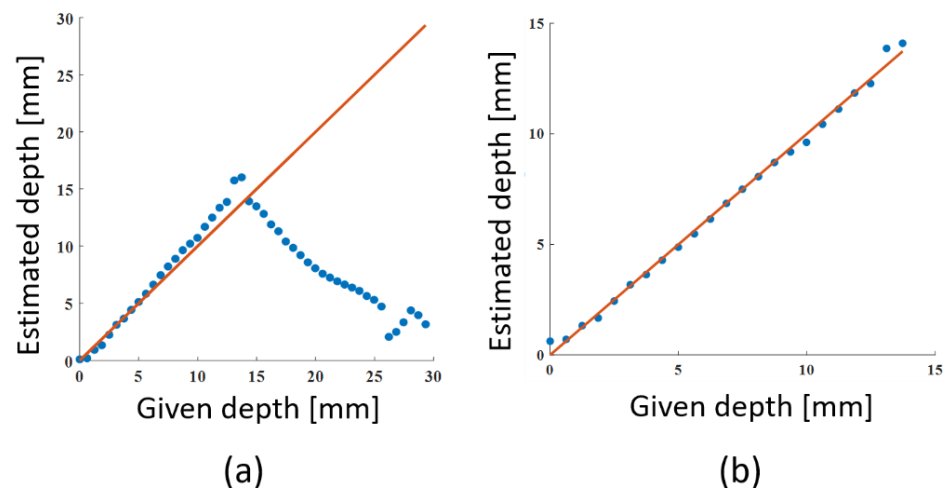 30
25
20
15
10
5
0
0 5 10 15 20 25 30
Estimated depth [mm]
Given depth [mm]
(a)
15
10
5
0
0 5 10 15
Estimated depth [mm]
Given depth [mm]
(b)